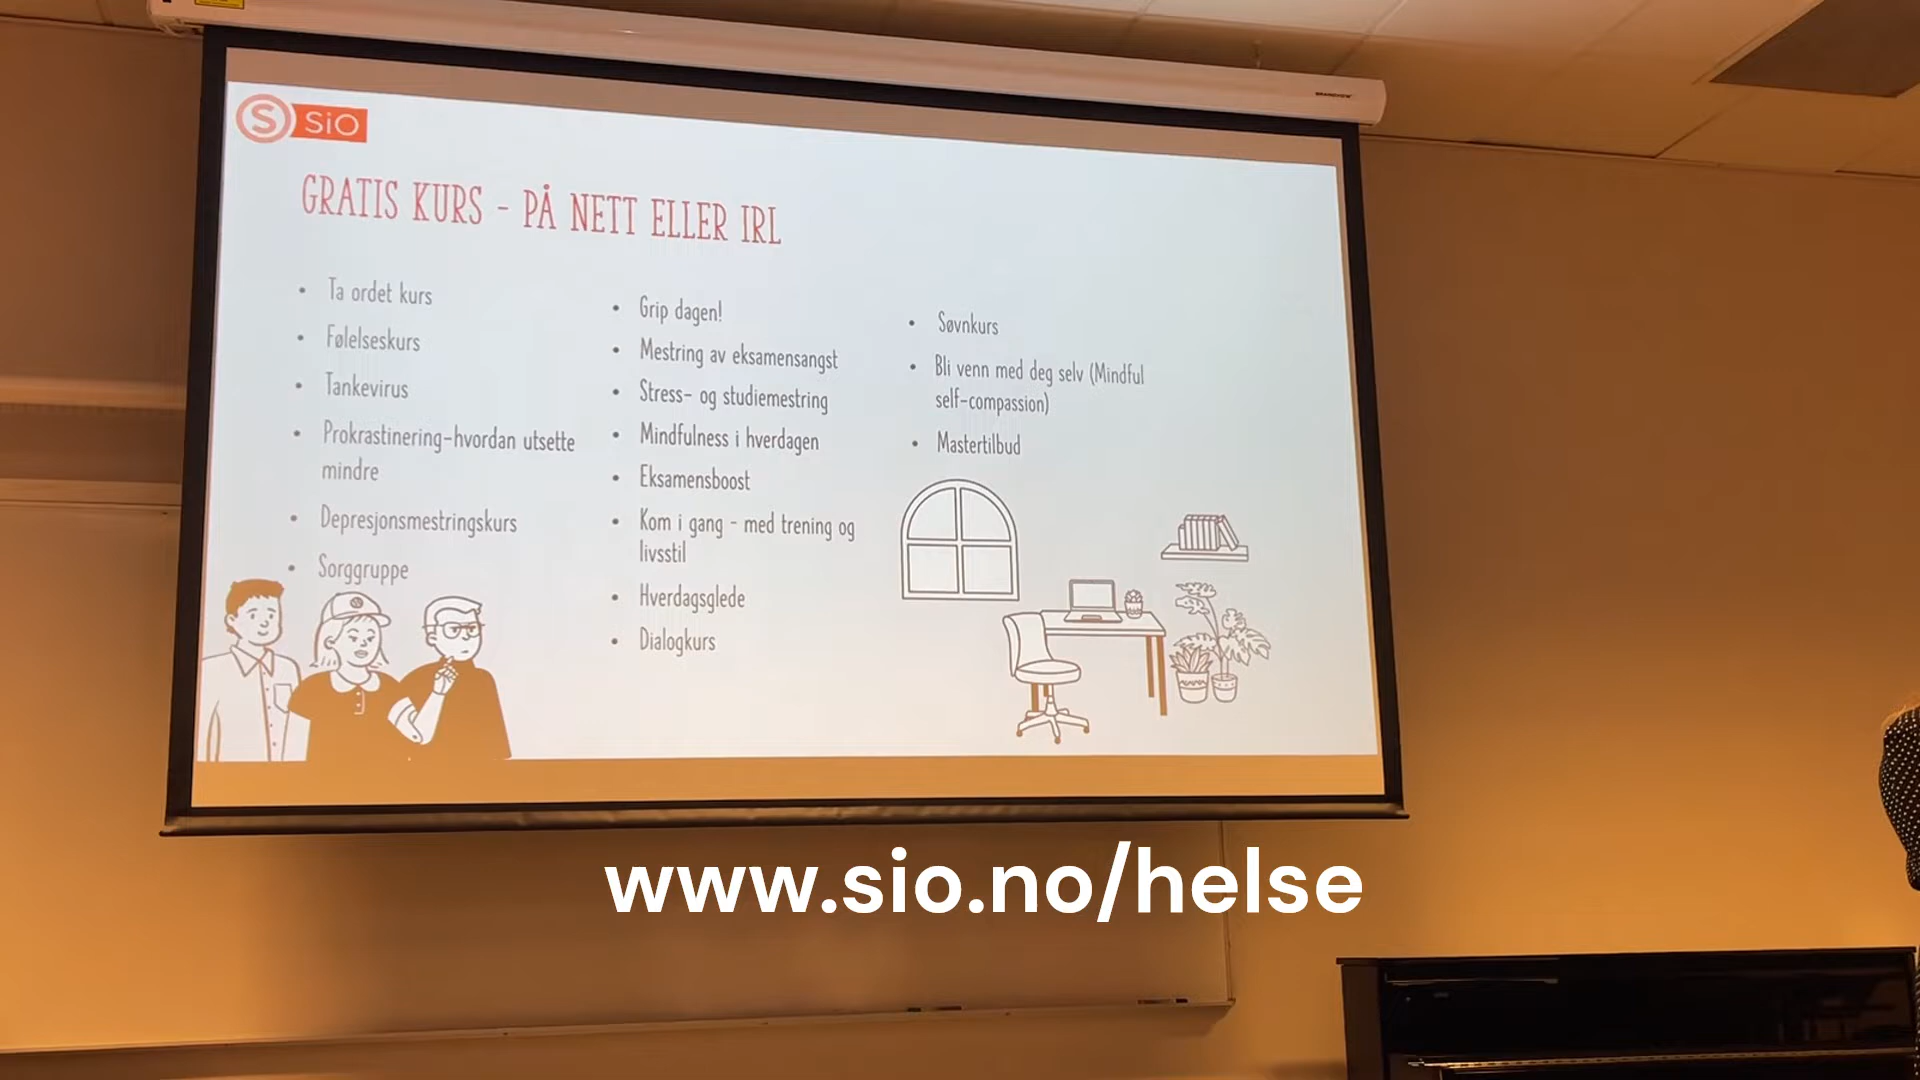 SiO
GRATIS KURS - PÅ NETT ELLER IRL
Ta ordet kurs
Følelseskurs
Tankevirus
Prokrastinering-hvordan utsette
mindre
Depresjonsmestringskurs
Sorggruppe
Grip dagen!
Mestring av eksamensangst
Stress- og studiemestring
Mindfulness i hverdagen
Eksamensboost
Kom i gang - med trening og
livsstil
Hverdagsglede
Dialogkurs
Søvnkurs
Bli venn med deg selv (Mindful
self-compassion)
Mastertilbud
www.sio.no/helse